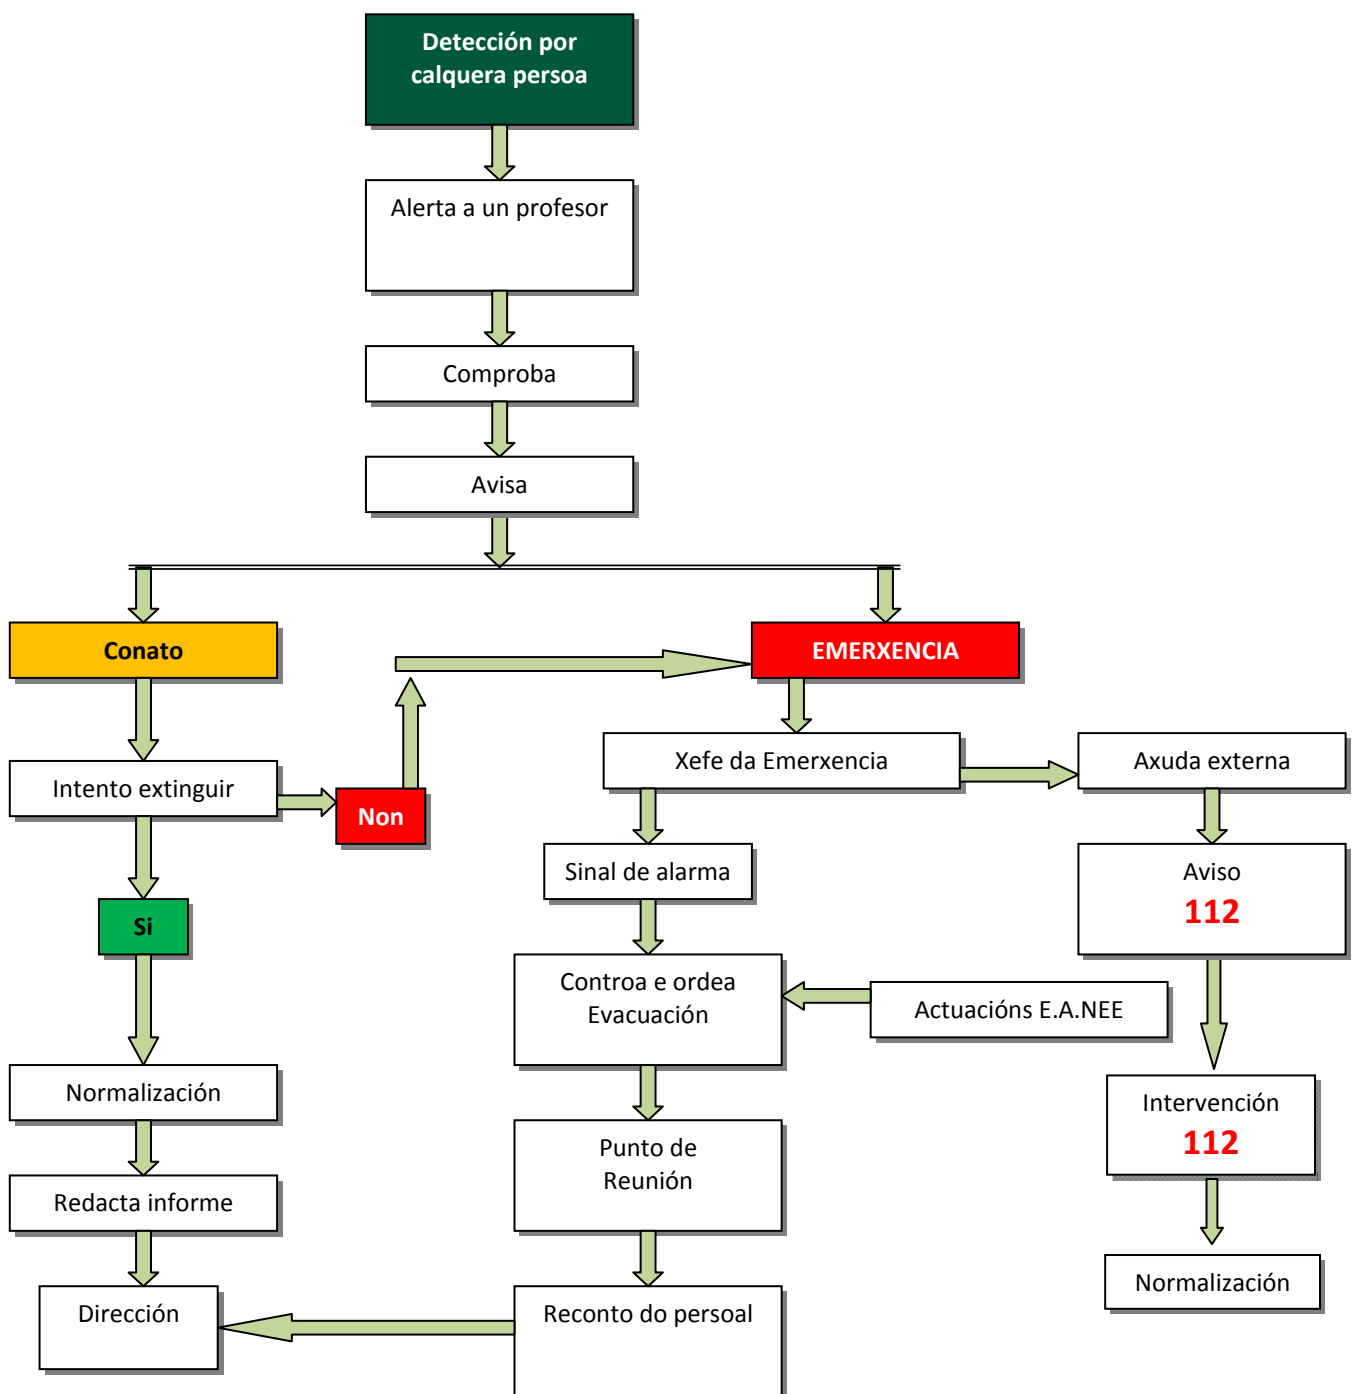 Detección por
calquera persoa
Alerta a un profesor
Comproba
Avisa
Conato
EMERXENCIA
Intento extinguir
Non
Xefe da Emerxencia
Axuda externa
Si
Sinal de alarma
Aviso
112
Controa e ordea
Evacuación
Actuacións E.A.NEE
Normalización
Redacta informe
Punto de
Reunión
Intervención
112
Normalización
Dirección
Reconto do persoal